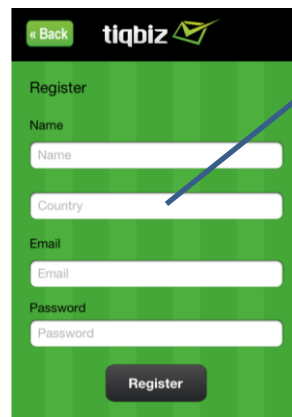 « Back
tiqbiz
Register
Name
Name
Country
Email
Email
Password
Password
Register